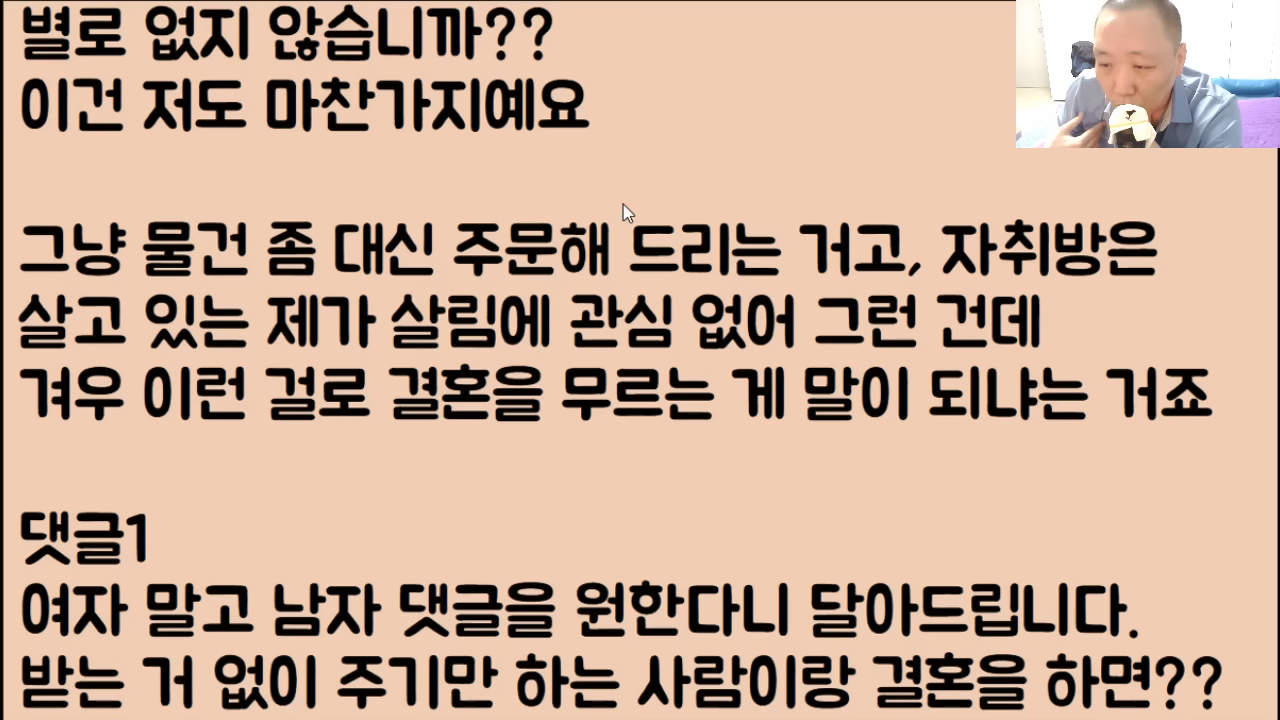 별로 없지 않습니까??
이건 저도 마찬가지예요
그냥 물건 좀 대신 주문해 드리는 거고, 자취방은
살고 있는 제가 살림에 관심 없어 그런 건데
겨우 이런 걸로 결혼을 무르는 게 말이 되냐는 거죠
댓글1
여자 말고 남자 댓글을 원한다니 달아드립니다.
받는 거 없이 주기만 하는 사람이랑 결혼을 하면??